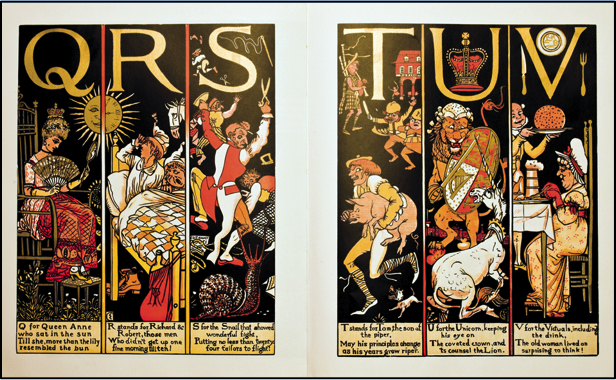 Q
R
S
T
U
V
Q for Queen Anne
who sat in the sun
Till she, more than the lily
resembled the bun
R stands for Richard &
Robert, those men
Who didn't get up one
fine morning till ten!
S for the Snail that showed
wonderful fight,
Putting no less than twenty-
four tailors to flight!
T stands for Tom the son of
the piper,
May his principles change
as his years grow riper.
U for the Unicorn, keeping
his eye on
The coveted crown, and
its counsel the Lion.
V for the Victuals, including
the drink,
The old woman lived on
surprising to think!